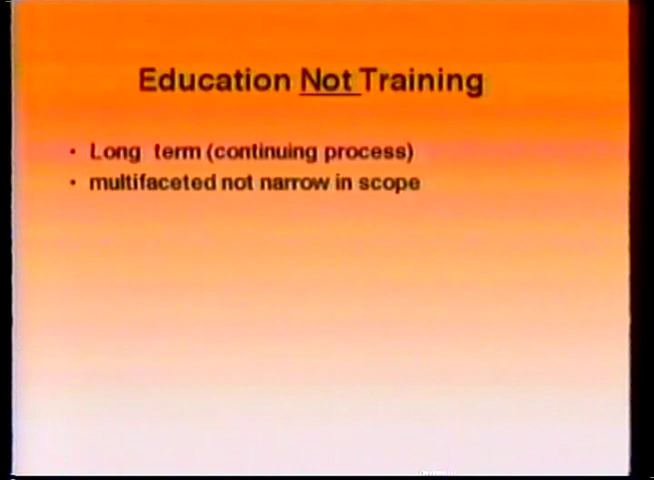 Education Not Training
• Long term (continuing process)
• multifaceted not narrow in scope